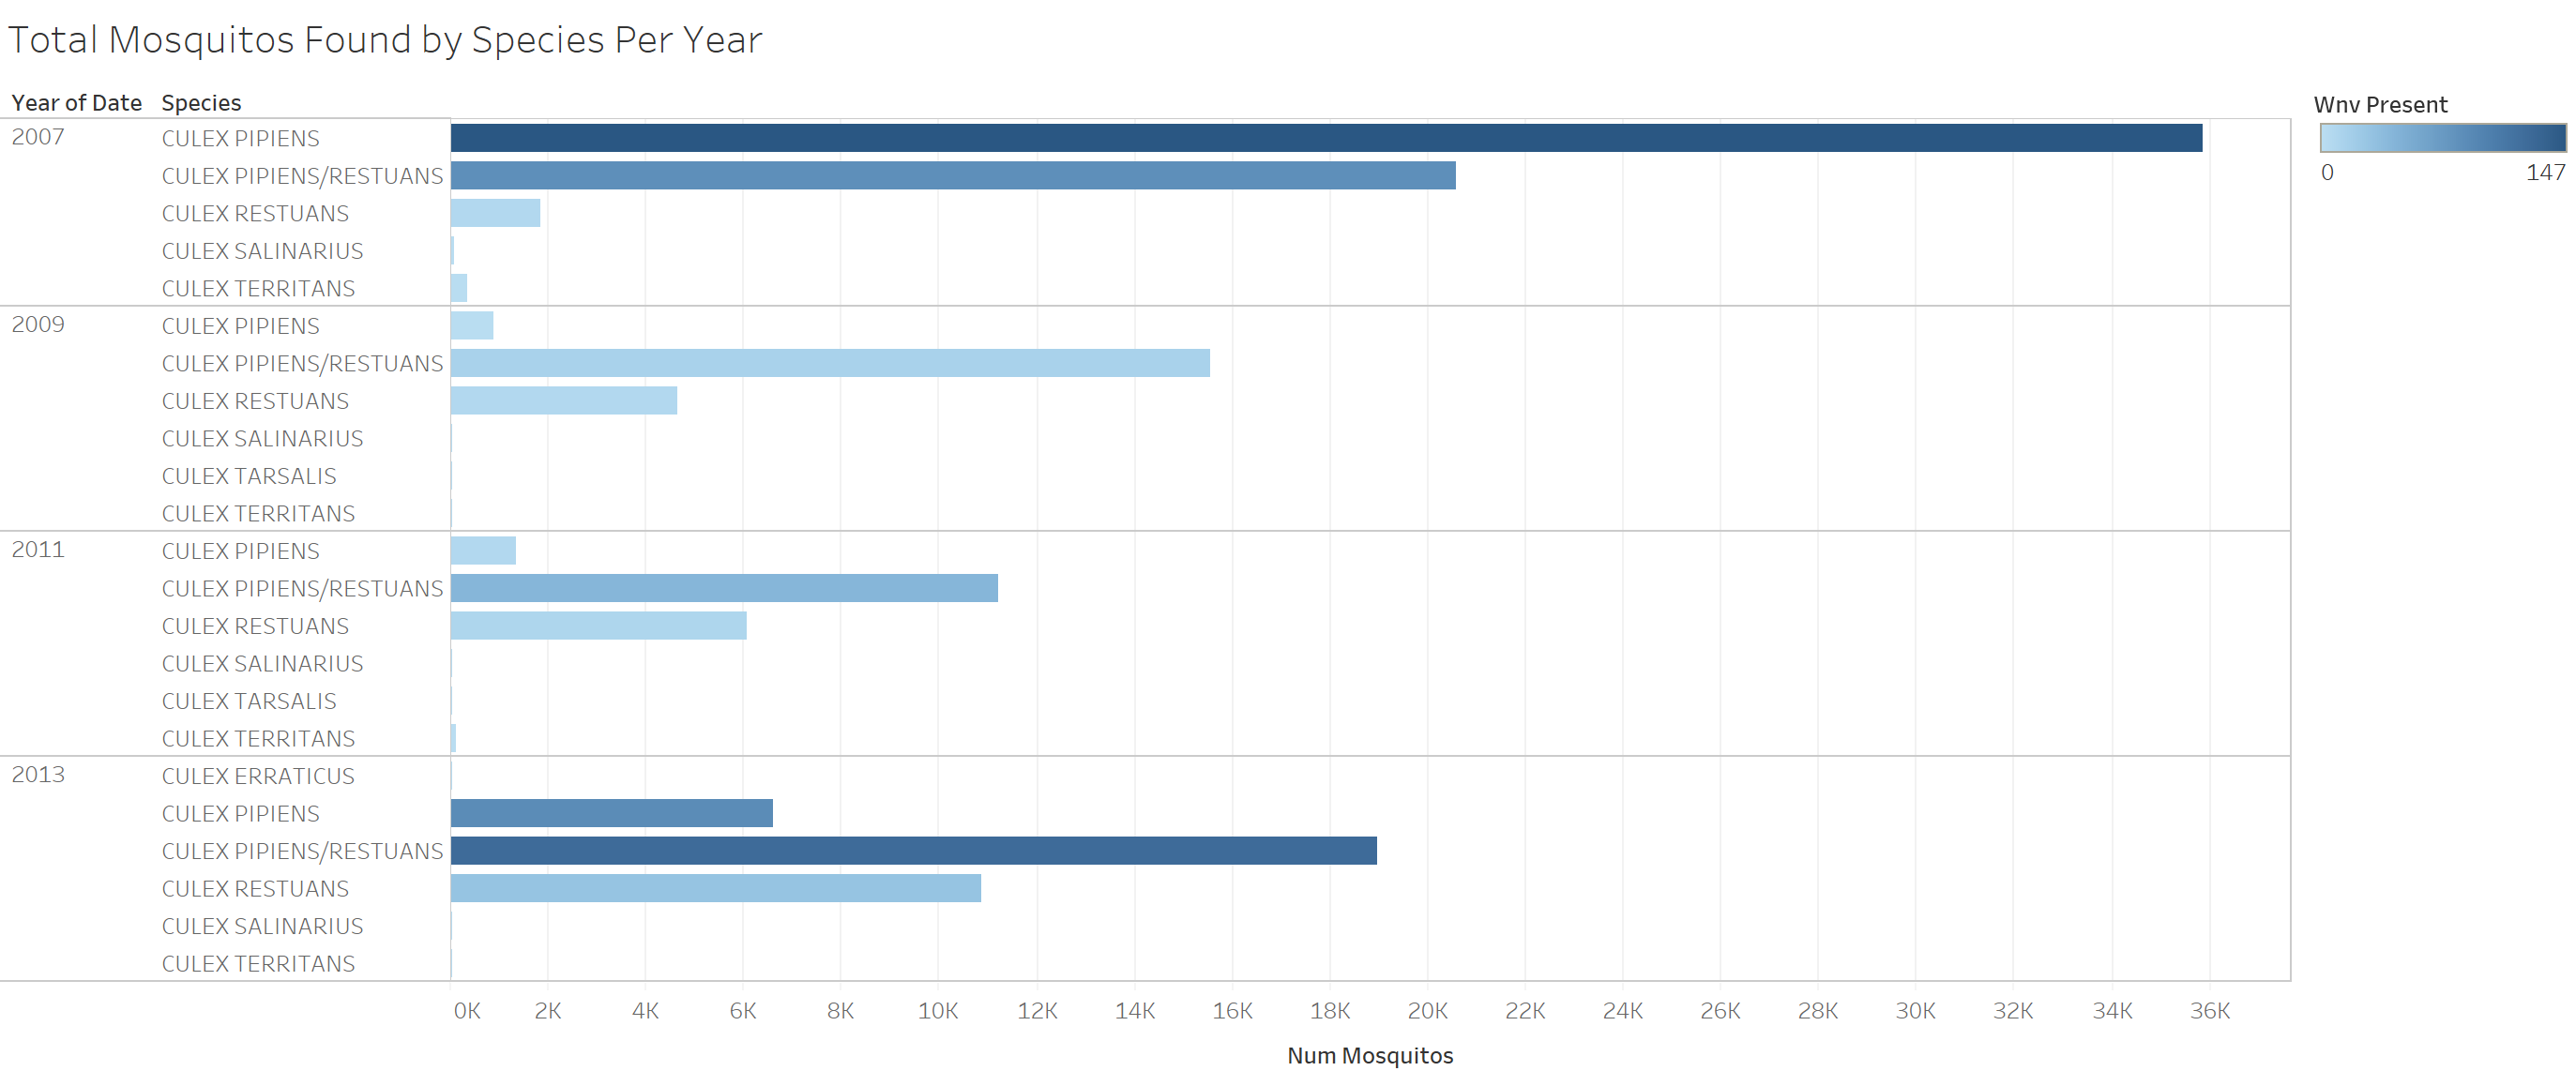 Total Mosquitos Found by Species Per Year
Year of Date Species
Wnv Present
0 147
2007 CULEX PIPIENS
CULEX PIPIENS/RESTUANS
CULEX RESTUANS
CULEX SALINARIUS
CULEX TERRITANS
2009 CULEX PIPIENS
CULEX PIPIENS/RESTUANS
CULEX RESTUANS
CULEX SALINARIUS
CULEX TARSALIS
CULEX TERRITANS
2011 CULEX PIPIENS
CULEX PIPIENS/RESTUANS
CULEX RESTUANS
CULEX SALINARIUS
CULEX TARSALIS
CULEX TERRITANS
2013 CULEX ERRATICUS
CULEX PIPIENS
CULEX PIPIENS/RESTUANS
CULEX RESTUANS
CULEX SALINARIUS
CULEX TERRITANS
0K 2K 4K 6K 8K 10K 12K 14K 16K 18K 20K 22K 24K 26K 28K 30K 32K 34K 36K
Num Mosquitos